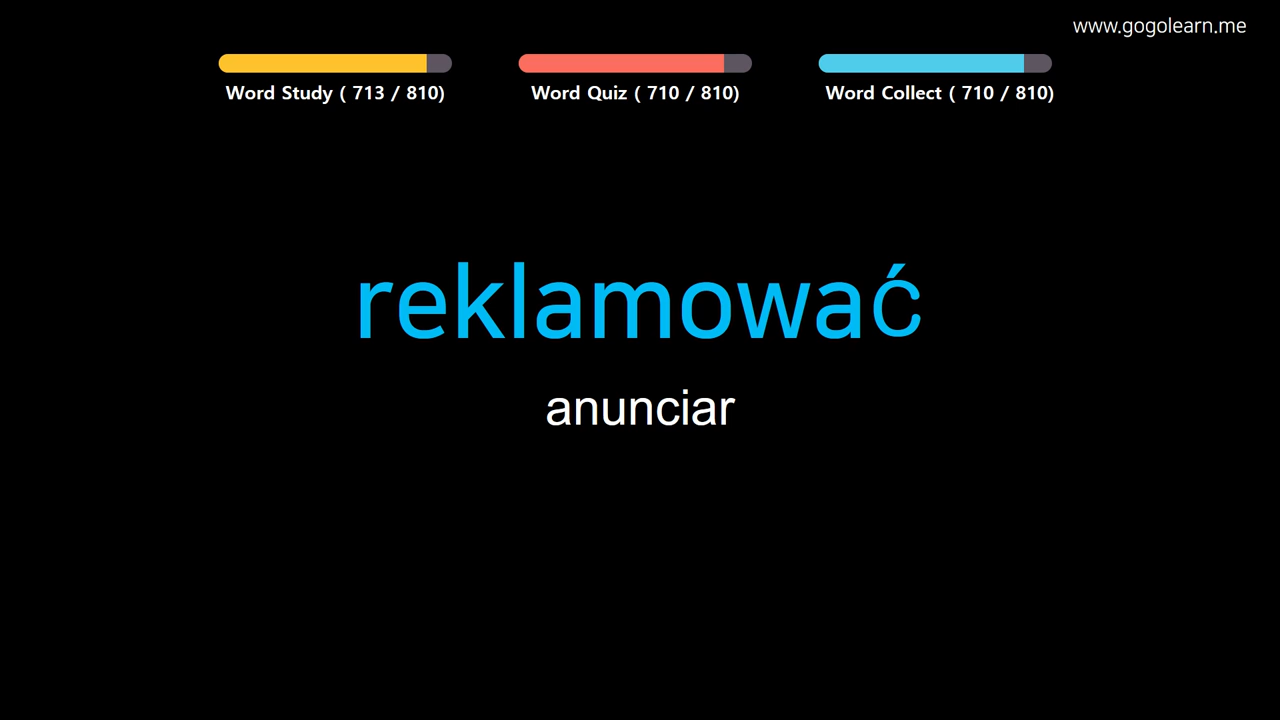 www.gogolearn.me
Word Study ( 713 / 810)
Word Quiz ( 710 / 810)
Word Collect ( 710 / 810)
reklamować
anunciar